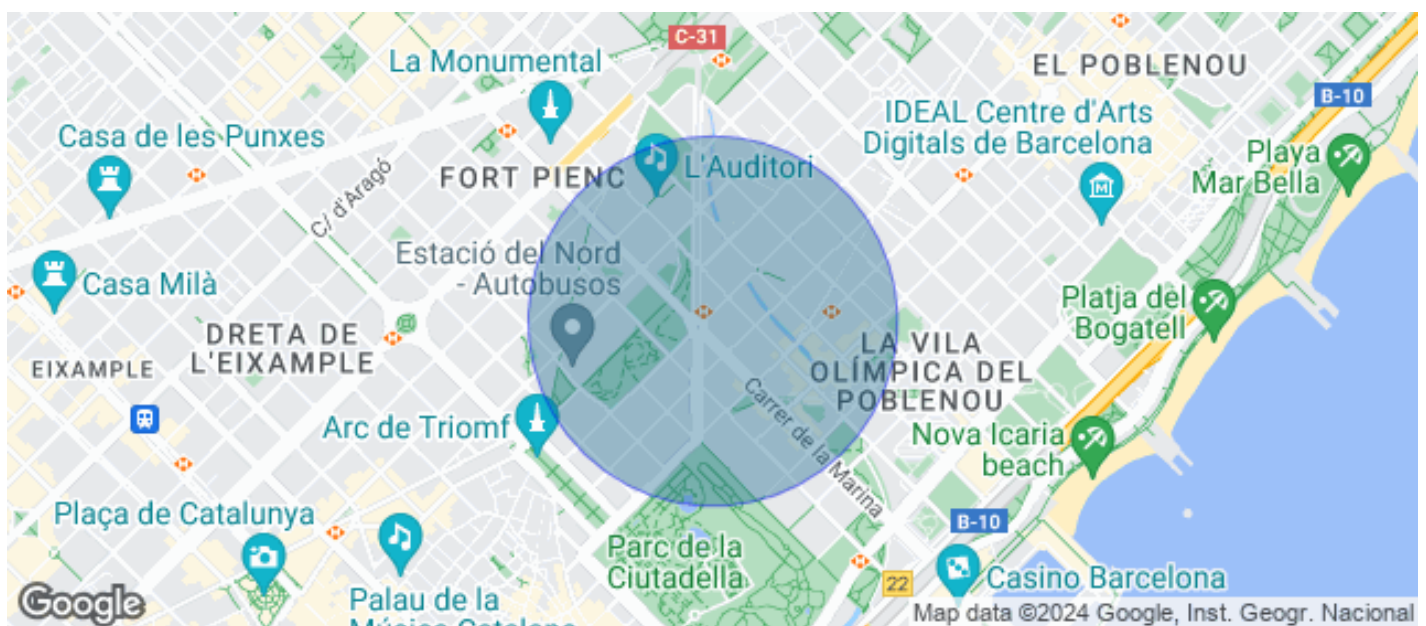 C-31
La Monumental
EL POBLENOU
B-10
IDEAL Centre d'Arts
Digitals de Barcelona
Casa de les Punxes
Playa
Mar Bella
L'Auditori
FORT PIENC
C/ d'Aragó
Estació del Nord
- Autobusos
Casa Milà
Platja del
Bogatell
DRETA DE
L'EIXAMPLE
EIXAMPLE
LA VILA
OLÍMPICA DEL
POBLENOU
Carrer de la Marina
Arc de Triomf
Nova Icaria
beach
Plaça de Catalunya
B-10
Parc de la
Ciutadella
22
Casino Barcelona
Palau de la
Música Catalana
Google
Map data ©2024 Google, Inst. Geogr. Nacional